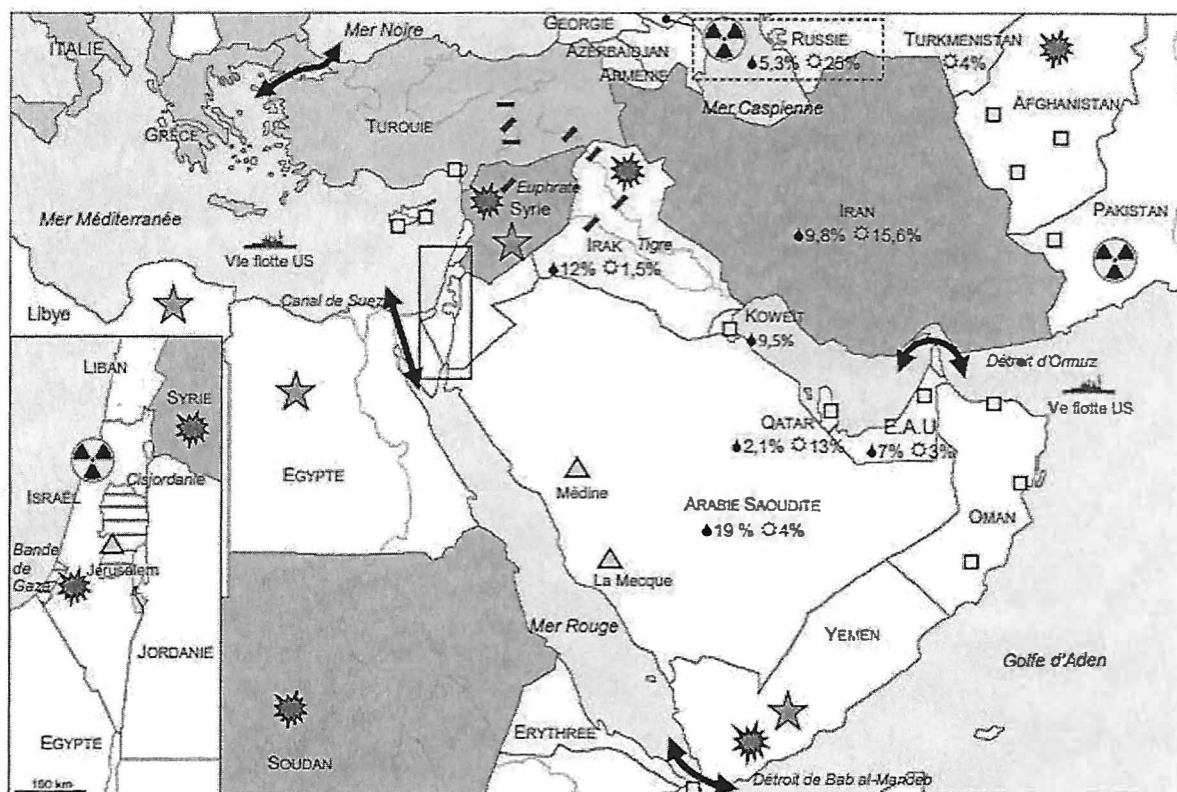 ITALIE
Mer Noire
GEORGIE
AZERBAIDJAN
ARMENIE
RUSSIE
5,3% 25%
TURKMENISTAN
4%
Mer Caspienne
AFGHANISTAN
GRÈCE
TURQUIE
Mer Méditerranée
VIe flotte US
Euphrate
Syrie
IRAK
Tigre
12% 1,5%
IRAN
9,8% 15,6%
PAKISTAN
Libye
Canal de Suez
KOWEIT
9,5%
Détroit d'Ormuz
Ve flotte US
LIBAN
SYRIE
ISRAËL
Cisjordanie
Bande
de
Gaza
Jérusalem
JORDANIE
EGYPTE
150 km
EGYPTE
QATAR
2,1% 13%
E.A.U
7% 3%
Médine
ARABIE SAOUDITE
19 % 4%
OMAN
La Mecque
Mer Rouge
YEMEN
Golfe d'Aden
SOUDAN
ERYTHREE
Détroit de Bab al-Mandeb